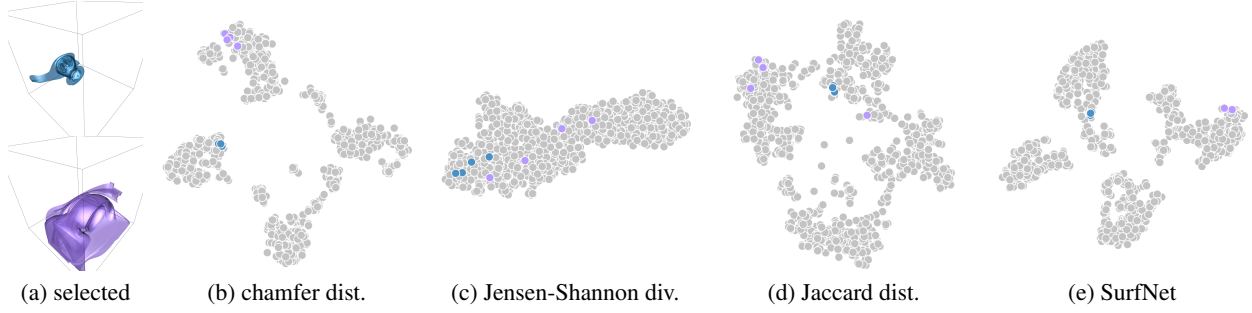 (a) selected
(b) chamfer dist.
(c) Jensen-Shannon div.
(d) Jaccard dist.
(e) SurfNet